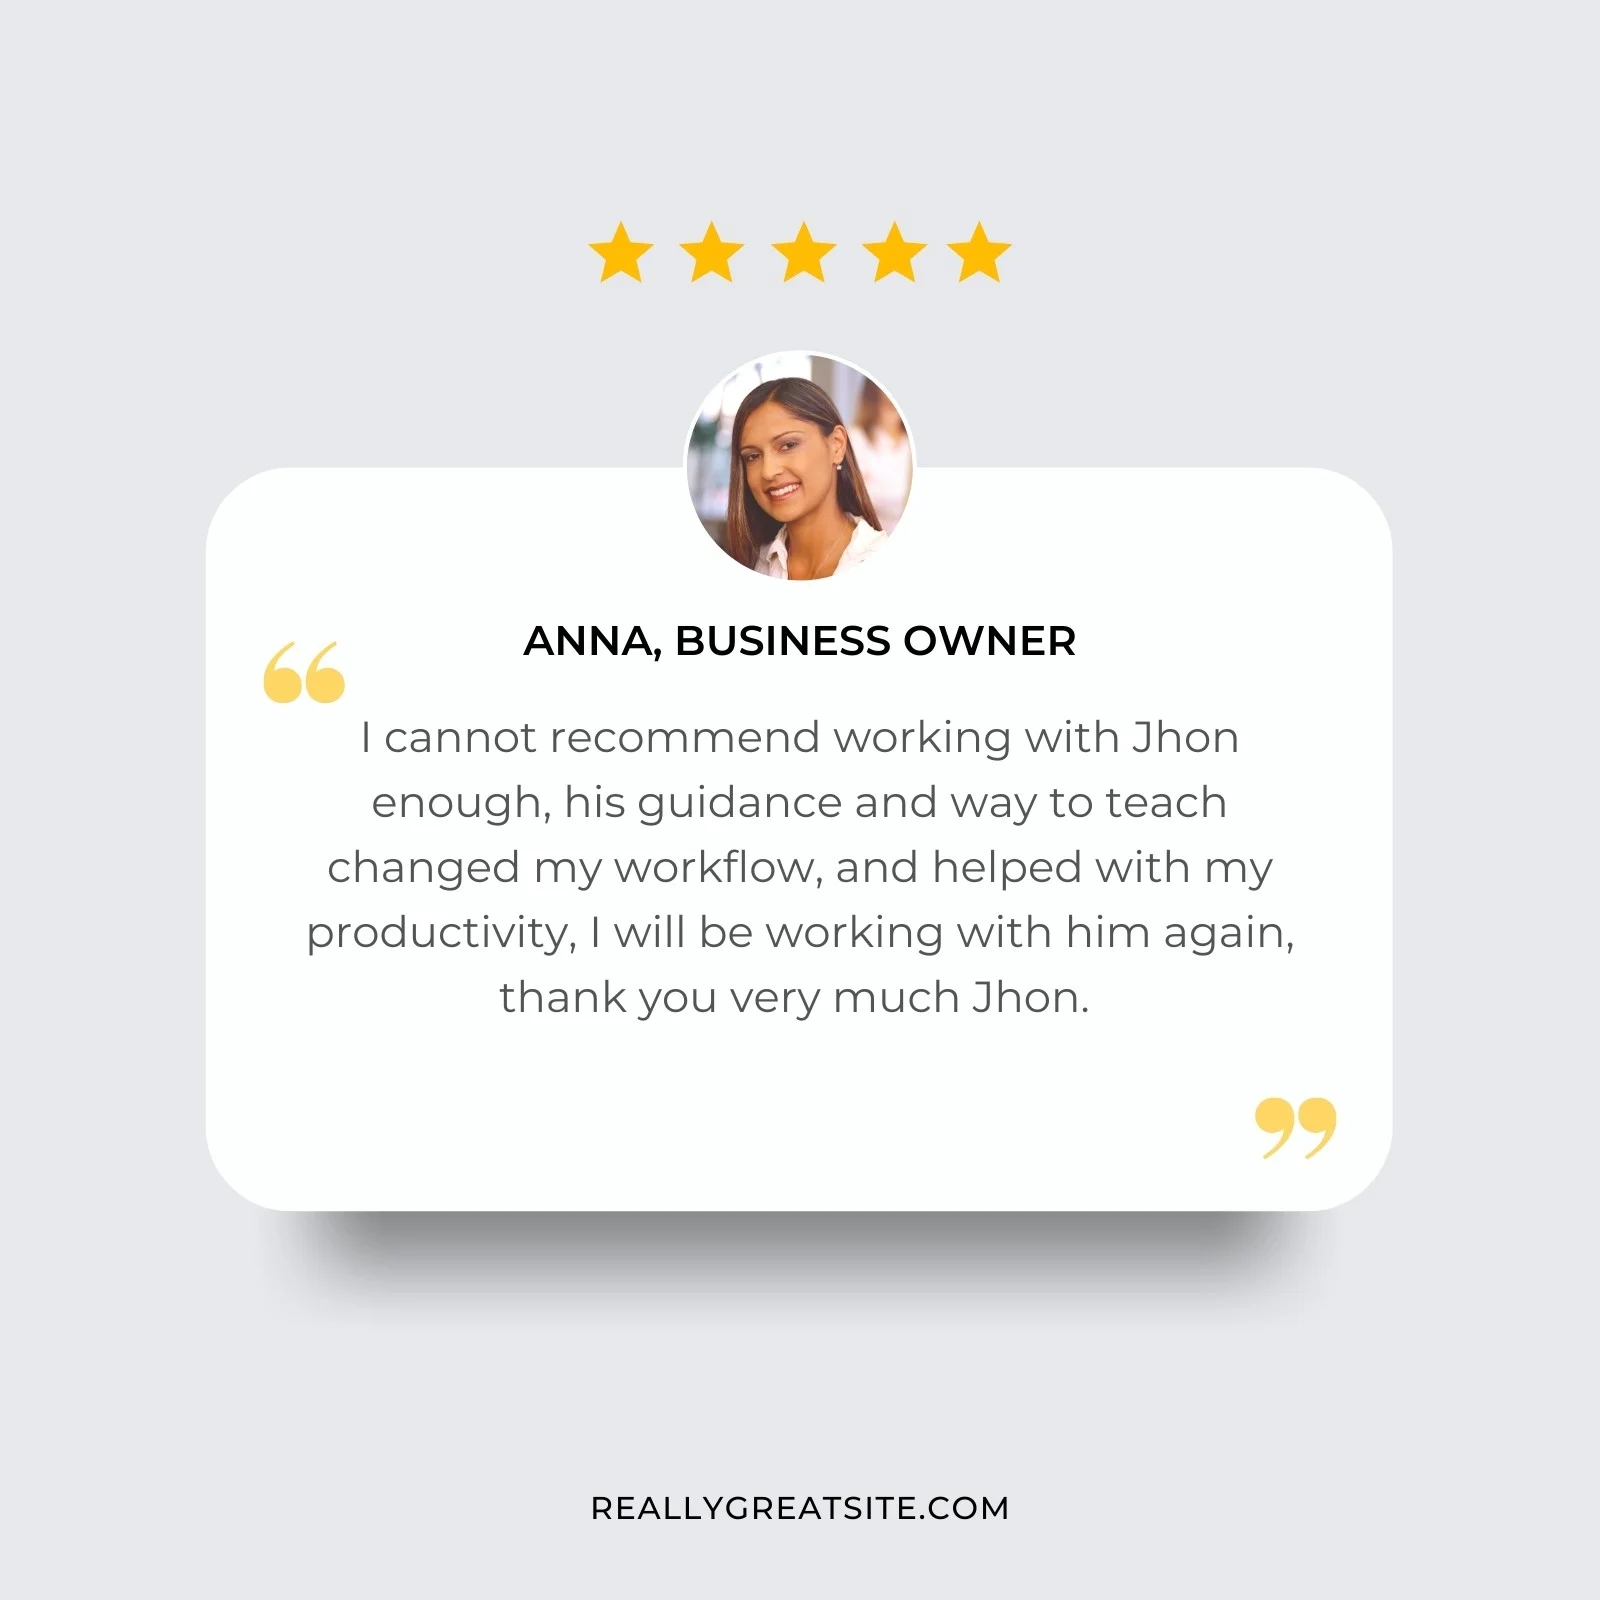 ANNA, BUSINESS OWNER
“
I cannot recommend working with Jhon
enough, his guidance and way to teach
changed my workflow, and helped with my
productivity, I will be working with him again,
thank you very much Jhon.
”
REALLYGREATSITE.COM